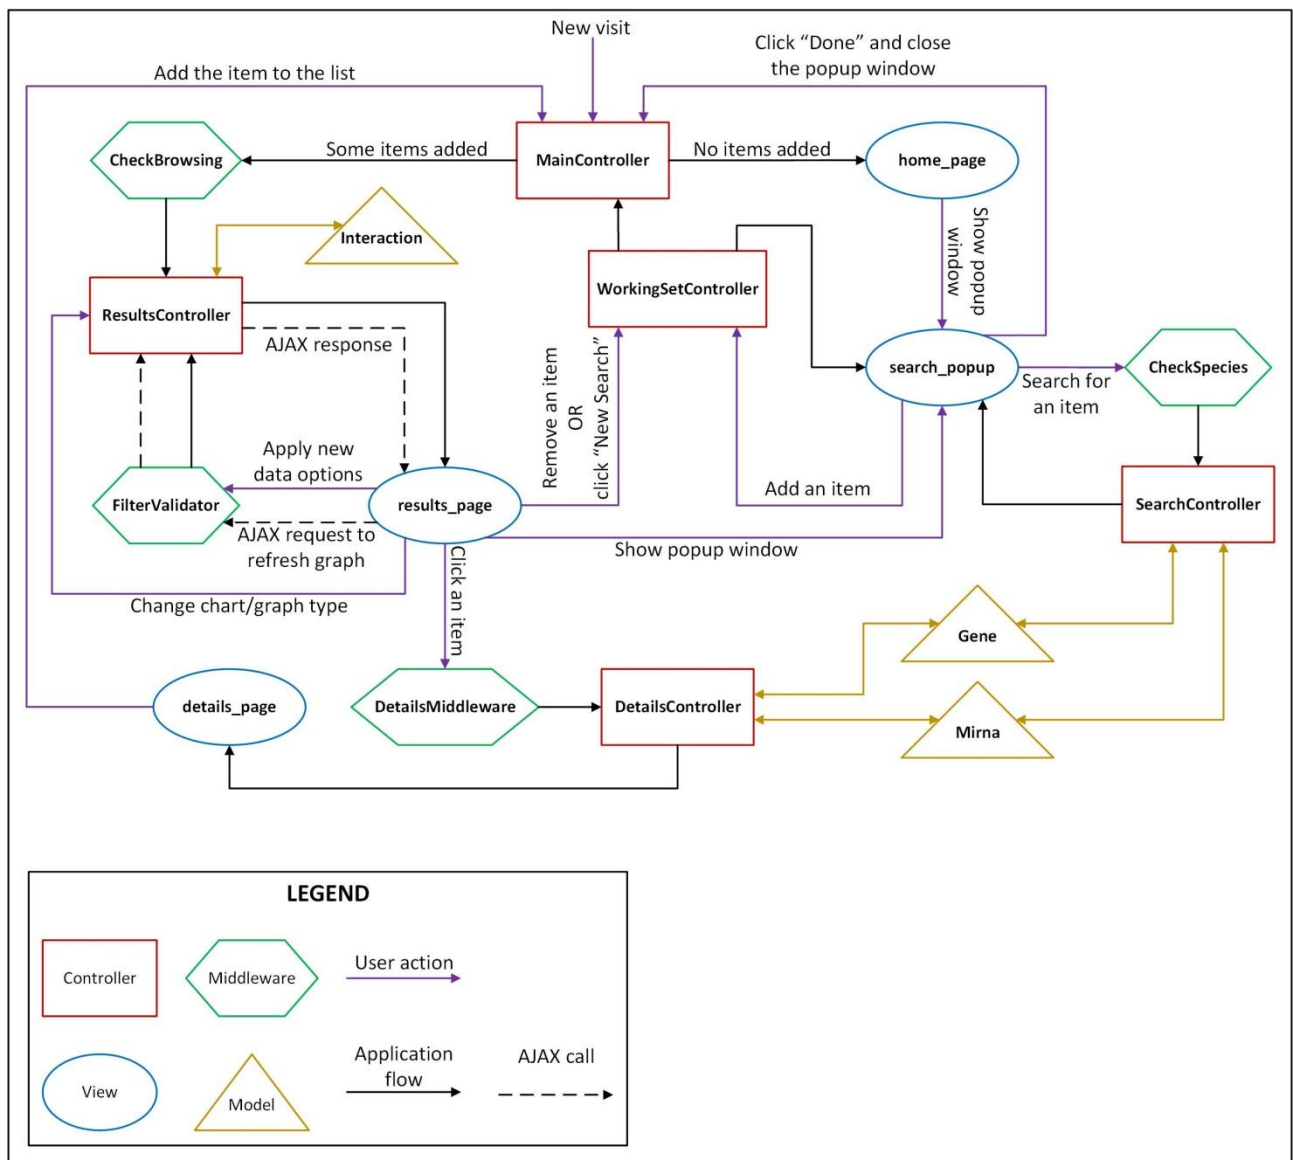 New visit
Click “Done” and close
the popup window
Add the item to the list
CheckBrowsing
Some items added
MainController
No items added
home_page
Interaction
Show popup
window
WorkingSetController
ResultsController
AJAX response
search_popup
CheckSpecies
Search for
an item
Remove an item
OR
click “New Search”
Apply new
data options
Add an item
FilterValidator
results_page
SearchController
AJAX request to
refresh graph
Show popup window
Click an
item
Change chart/graph type
Gene
details_page
DetailsMiddleware
DetailsController
Mirna
LEGEND
Controller
Middleware
User action
View
Model
Application
flow
AJAX call